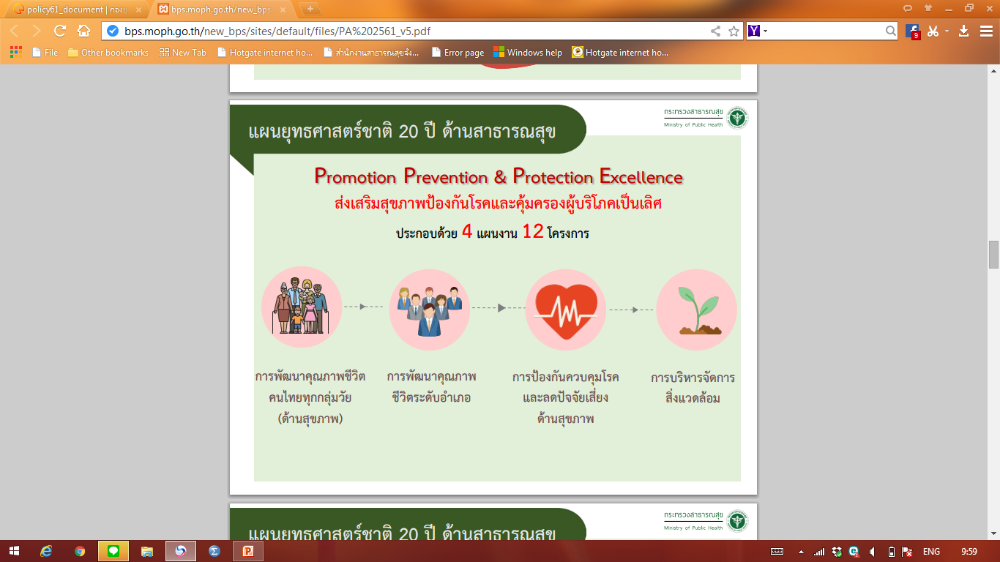 policy61_document | กอง
bps.moph.go.th/new_bps
bps.moph.go.th/new_bps/sites/default/files/PA%202561_v5.pdf
9
File
Other bookmarks
New Tab
Hotgate internet ho...
สำนักงานสาธารณสุขจัง...
Error page
Windows help
Hotgate internet ho...
กระทรวงสาธารณสุข
Ministry of Public Health
แผนยุทธศาสตร์ชาติ 20 ปี ด้านสาธารณสุข
Promotion Prevention & Protection Excellence
ส่งเสริมสุขภาพป้องกันโรคและคุ้มครองผู้บริโภคเป็นเลิศ
ประกอบด้วย 4 แผนงาน 12 โครงการ
การพัฒนาคุณภาพชีวิต
คนไทยทุกกลุ่มวัย
(ด้านสุขภาพ)
การพัฒนาคุณภาพ
ชีวิตระดับอำเภอ
การป้องกันควบคุมโรค
และลดปัจจัยเสี่ยง
ด้านสุขภาพ
การบริหารจัดการ
สิ่งแวดล้อม
กระทรวงสาธารณสุข
Ministry of Public Health
แผนยุทธศาสตร์ชาติ 20 ปี ด้านสาธารณสุข
ENG
9:59